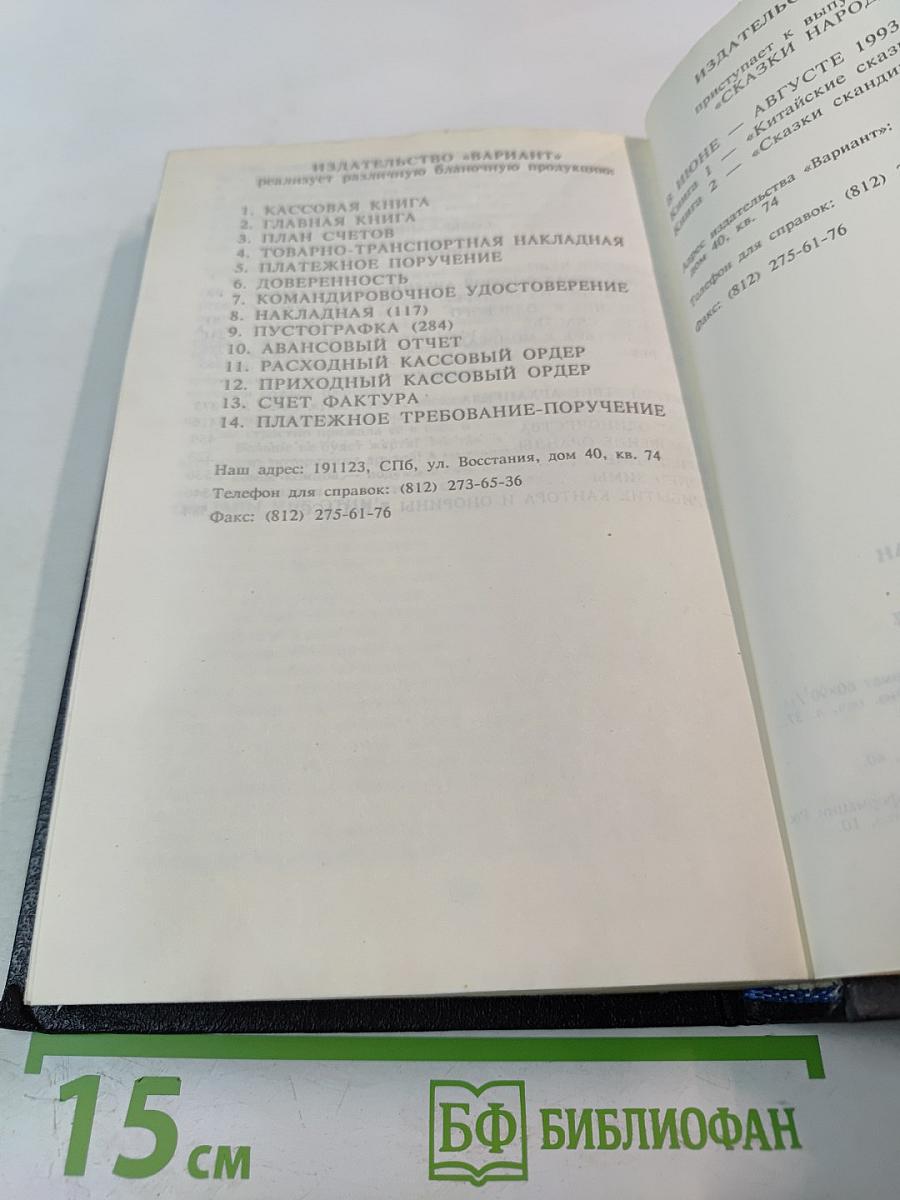 ИЗДАТЕЛЬСТВО «ВАРИАНТ»
реализует различную бланочную продукцию:
1. КАССОВАЯ КНИГА
2. ГЛАВНАЯ КНИГА
3. ПЛАН СЧЕТОВ
4. ТОВАРНО-ТРАНСПОРТНАЯ НАКЛАДНАЯ
5. ПЛАТЕЖНОЕ ПОРУЧЕНИЕ
6. ДОВЕРЕННОСТЬ
7. КОМАНДИРОВОЧНОЕ УДОСТОВЕРЕНИЕ
8. НАКЛАДНАЯ (117)
9. ПУСТОГРАФКА (284)
10. АВАНСОВЫЙ ОТЧЕТ
11. РАСХОДНЫЙ КАССОВЫЙ ОРДЕР
12. ПРИХОДНЫЙ КАССОВЫЙ ОРДЕР
13. СЧЕТ ФАКТУРА
14. ПЛАТЕЖНОЕ ТРЕБОВАНИЕ-ПОРУЧЕНИЕ
Наш адрес: 191123, СПб, ул. Восстания, дом 40, кв. 74
Телефон для справок: (812) 273-65-36
Факс: (812) 275-61-76
приступает к
«СКАЗКИ
В ИЮНЕ — АВГУСТЕ 1993
Книга 1 — «Китайские
Книга 2 — «Сказки
Адрес издательства «Вариант»:
дом 40, кв. 74
Телефон для справок: (812)
Факс: (812) 275-61-76
15 см
БФ БИБЛИОФАН